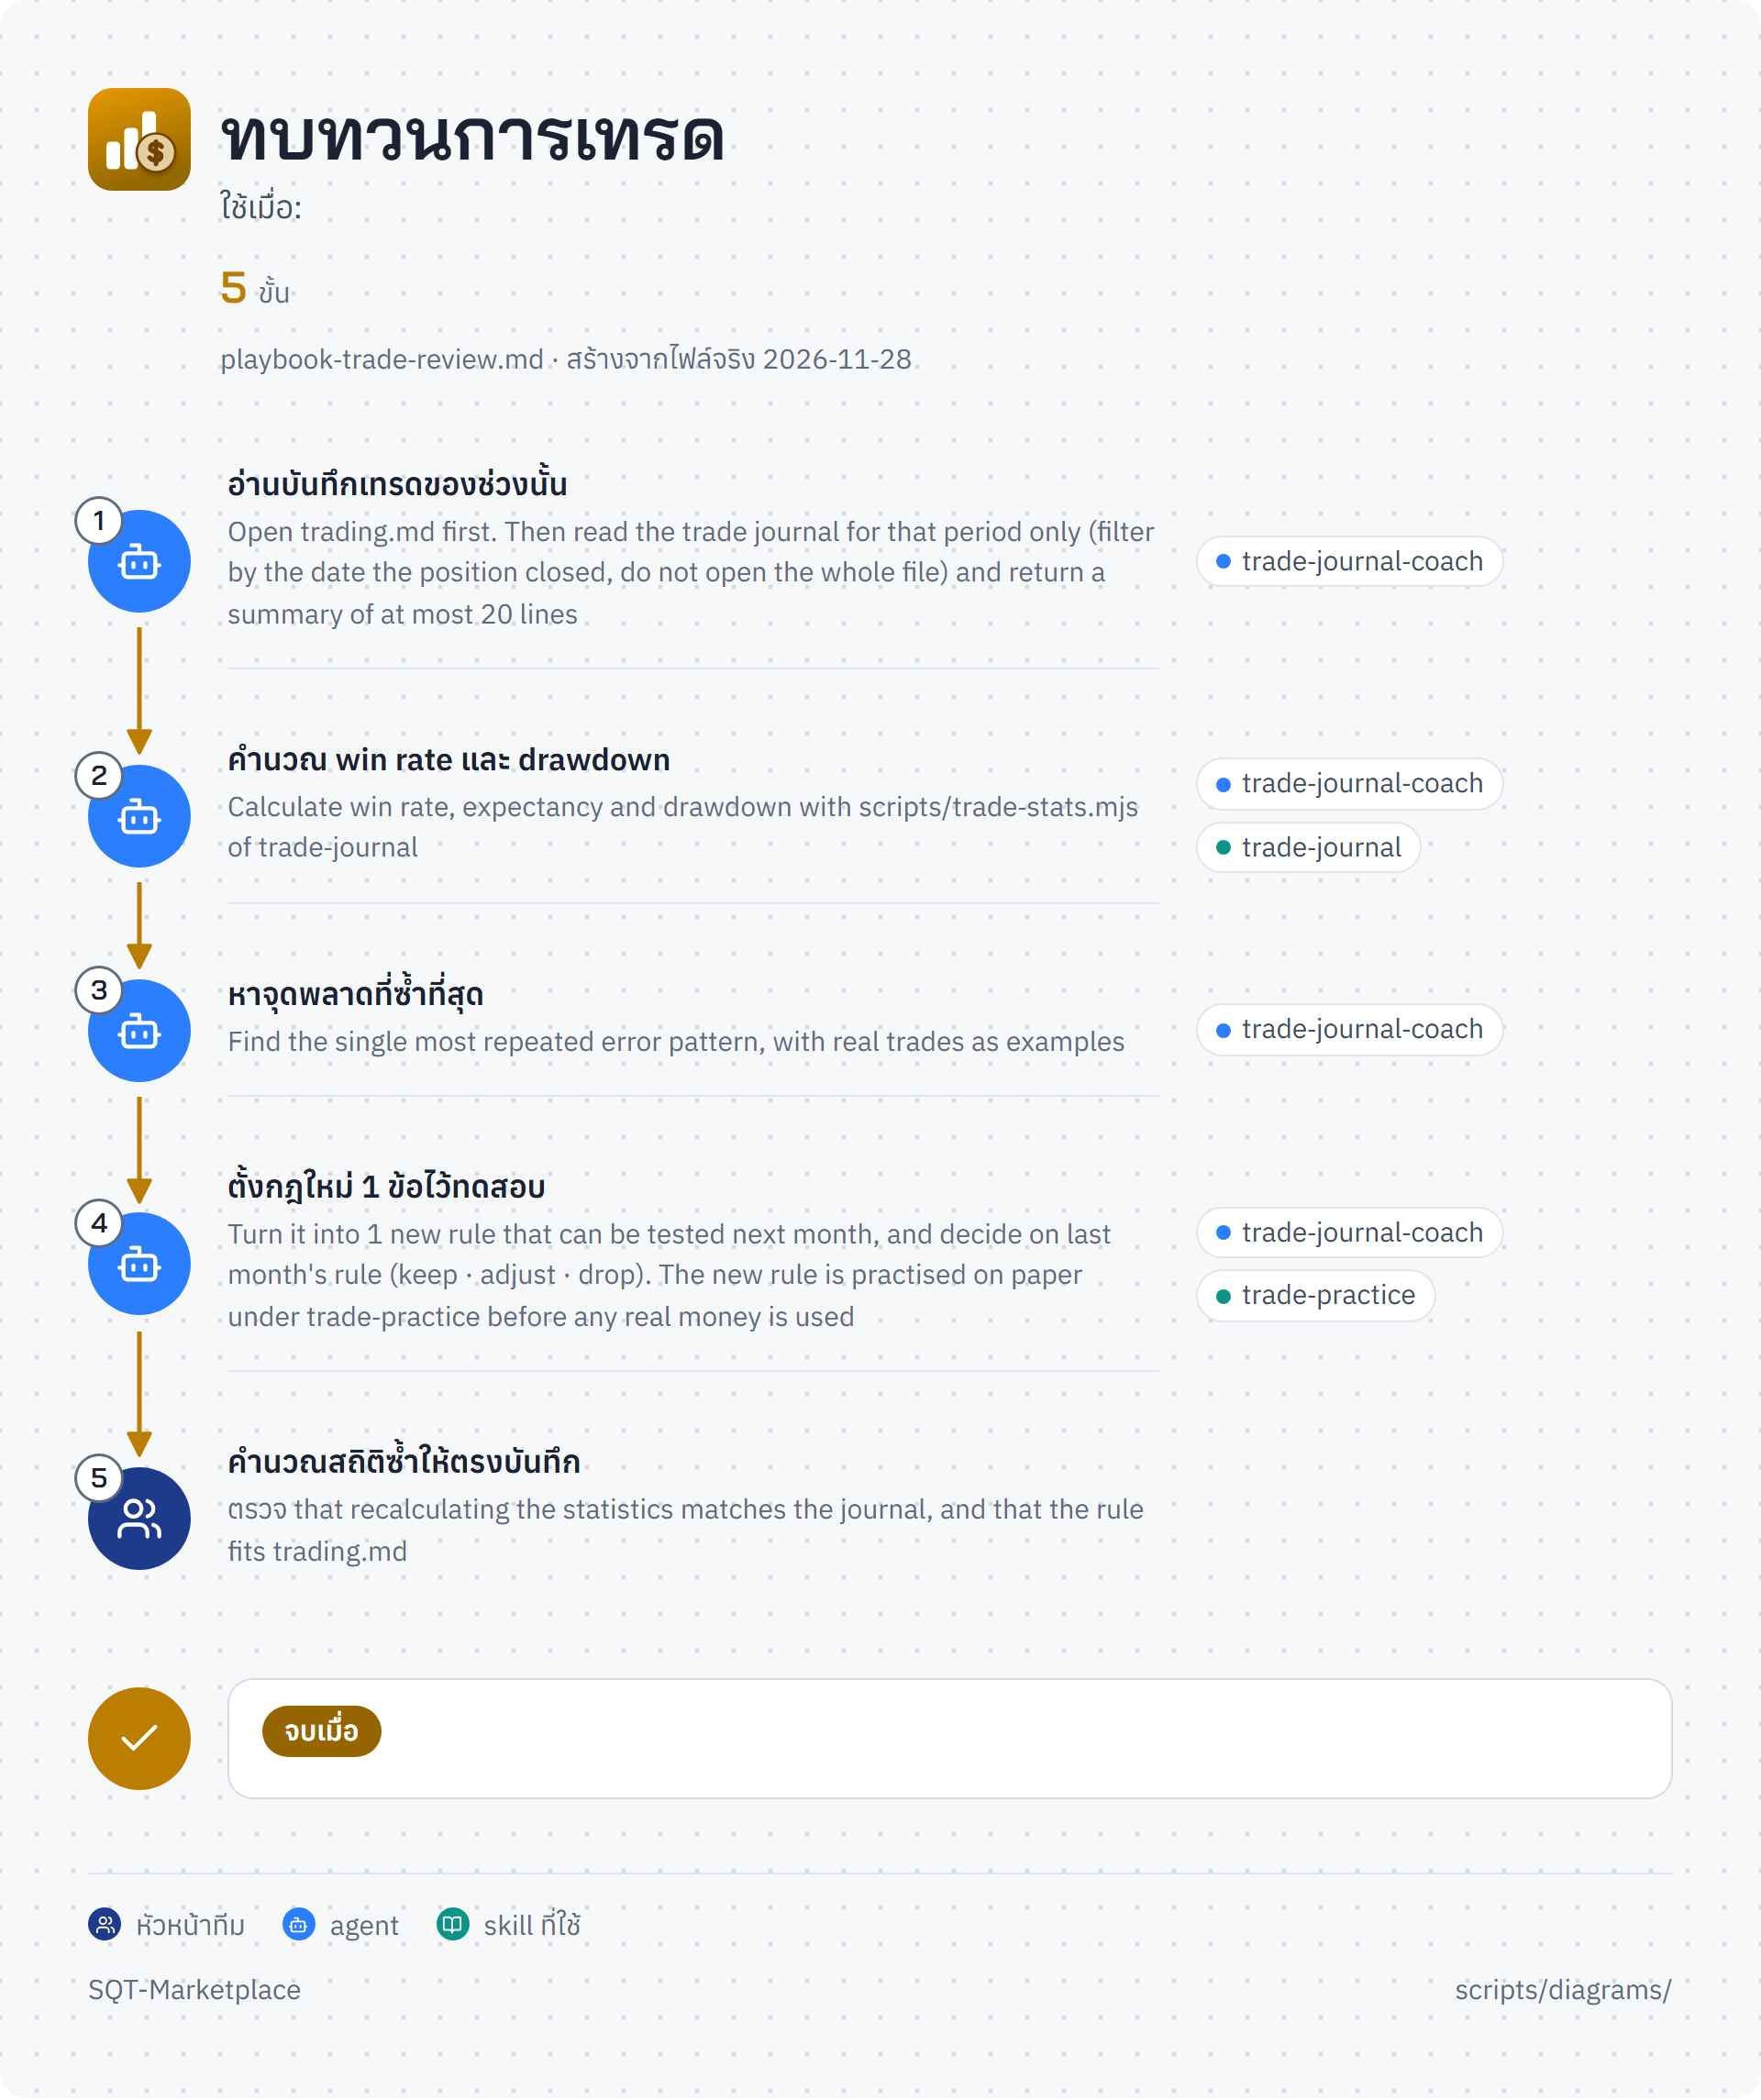 ทบทวนการเทรด
ใช้เมื่อ:
5 ขั้น
playbook-trade-review.md · สร้างจากไฟล์จริง 2026-11-28
1
อ่านบันทึกเทรดของช่วงนั้น
Open trading.md first. Then read the trade journal for that period only (filter
by the date the position closed, do not open the whole file) and return a
summary of at most 20 lines
trade-journal-coach
2
คำนวณ win rate และ drawdown
Calculate win rate, expectancy and drawdown with scripts/trade-stats.mjs
of trade-journal
trade-journal-coach
trade-journal
3
หาจุดพลาดที่ซ้ำที่สุด
Find the single most repeated error pattern, with real trades as examples
trade-journal-coach
4
ตั้งกฎใหม่ 1 ข้อไว้ทดสอบ
Turn it into 1 new rule that can be tested next month, and decide on last
month's rule (keep · adjust · drop). The new rule is practised on paper
under trade-practice before any real money is used
trade-journal-coach
trade-practice
5
คำนวณสถิติซ้ำให้ตรงบันทึก
ตรวจ that recalculating the statistics matches the journal, and that the rule
fits trading.md
จบเมื่อ
หัวหน้าทีม agent skill ที่ใช้
SQT-Marketplace scripts/diagrams/